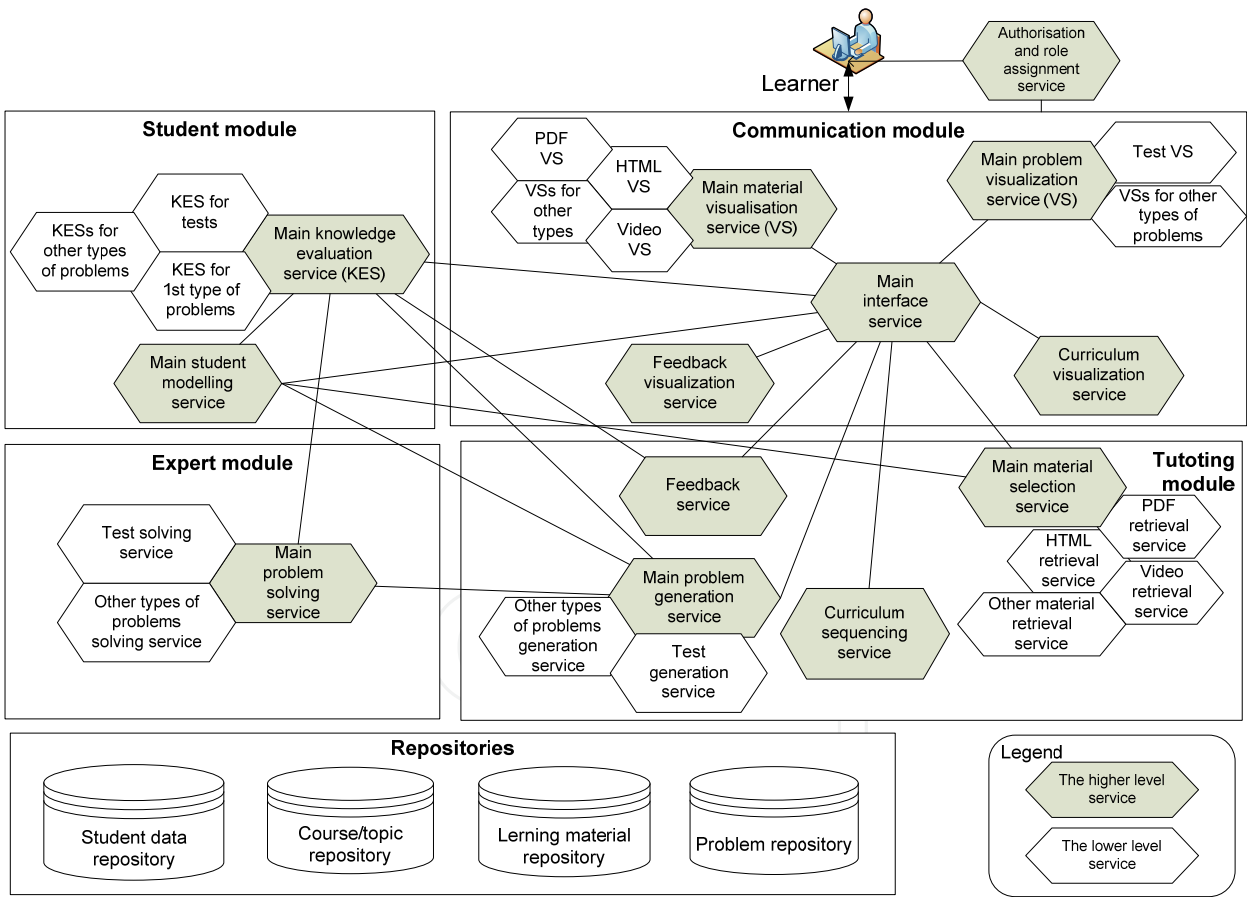 Authorisation
and role
assignment
service
Learner
Student module
KES for
tests
KESs for
other types
of problems
KES for
1st type of
problems
Main knowledge
evaluation
service (KES)
Main student
modelling
service
Communication module
PDF
VS
HTML
VS
VSs for
other
types
Video
VS
Main material
visualisation
service (VS)
Main problem
visualization
service (VS)
Test VS
VSs for other
types of
problems
Main
interface
service
Feedback
visualization
service
Curriculum
visualization
service
Expert module
Test solving
service
Other types of
problems
solving service
Main
problem
solving
service
Tutoting
module
Feedback
service
Main problem
generation
service
Other types
of problems
generation
service
Test
generation
service
Curriculum
sequencing
service
Main material
selection
service
PDF
retrieval
service
HTML
retrieval
service
Video
retrieval
service
Other material
retrieval
service
Repositories
Student data
repository
Course/topic
repository
Lerning material
repository
Problem repository
Legend
The higher level
service
The lower level
service